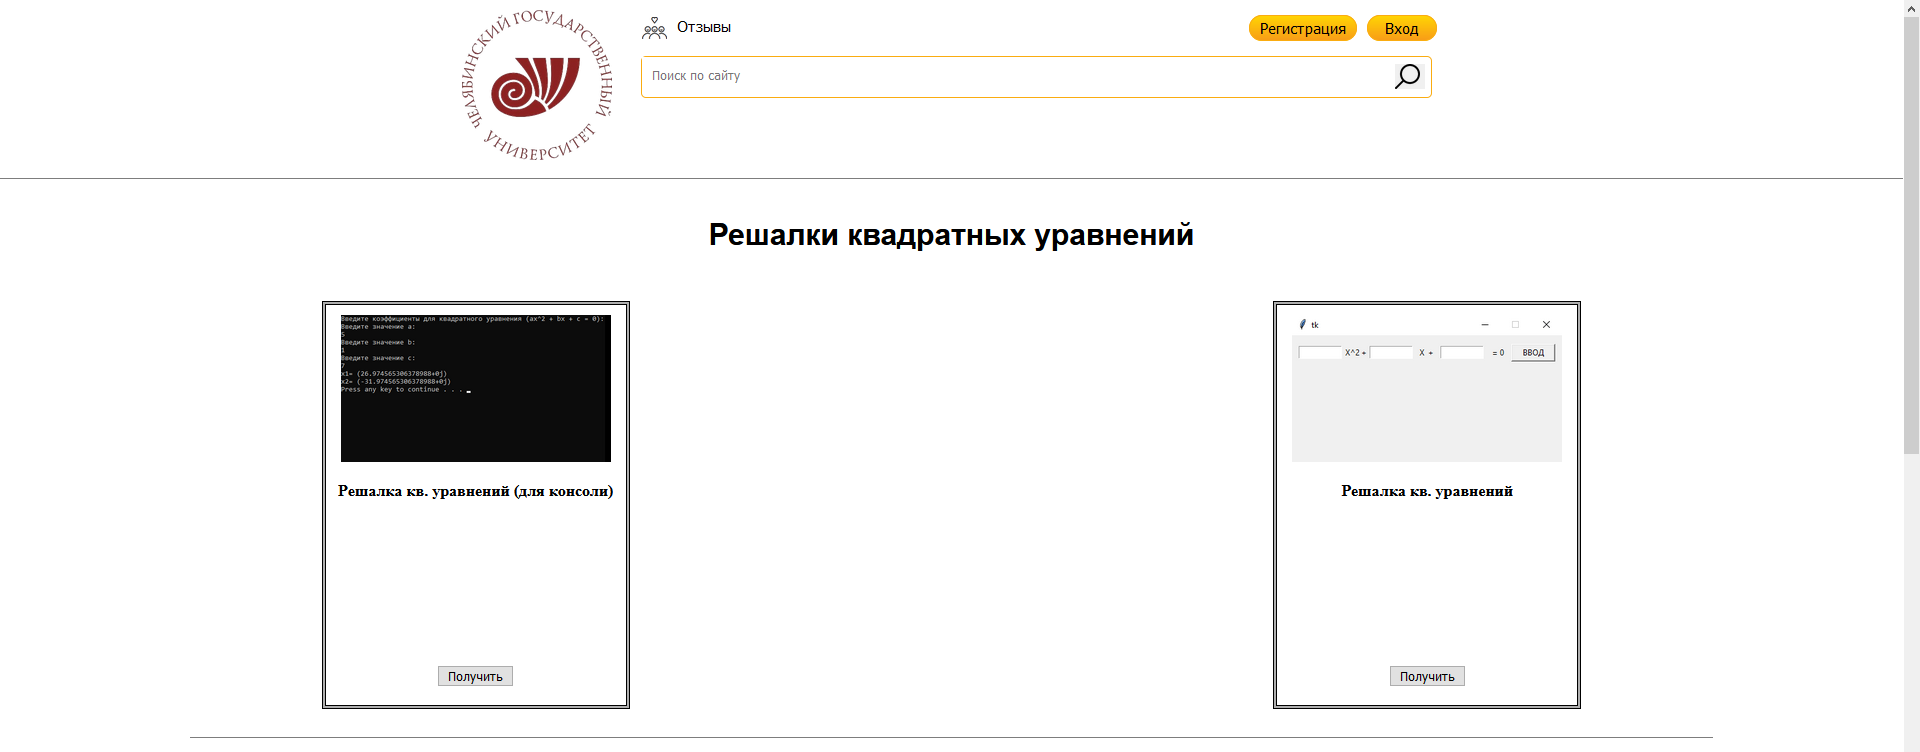 ЧЕЛЯБИНСКИЙ ГОСУДАРСТВЕННЫЙ
УНИВЕРСИТЕТ
Отзывы
Регистрация
Вход
Поиск по сайту
Решалки квадратных уравнений
Введите коэффициенты для квадратного уравнения (ax^2 + bx + c = 0):
Введите значение a:
5
Введите значение b:
1
Введите значение c:
7
x1= (26.974565306378988+0j)
x2= (-31.974565306378988+0j)
Press any key to continue . . .
Решалка кв. уравнений (для консоли)
Получить
tk
X^2 + X + = 0 ВВОД
Решалка кв. уравнений
Получить